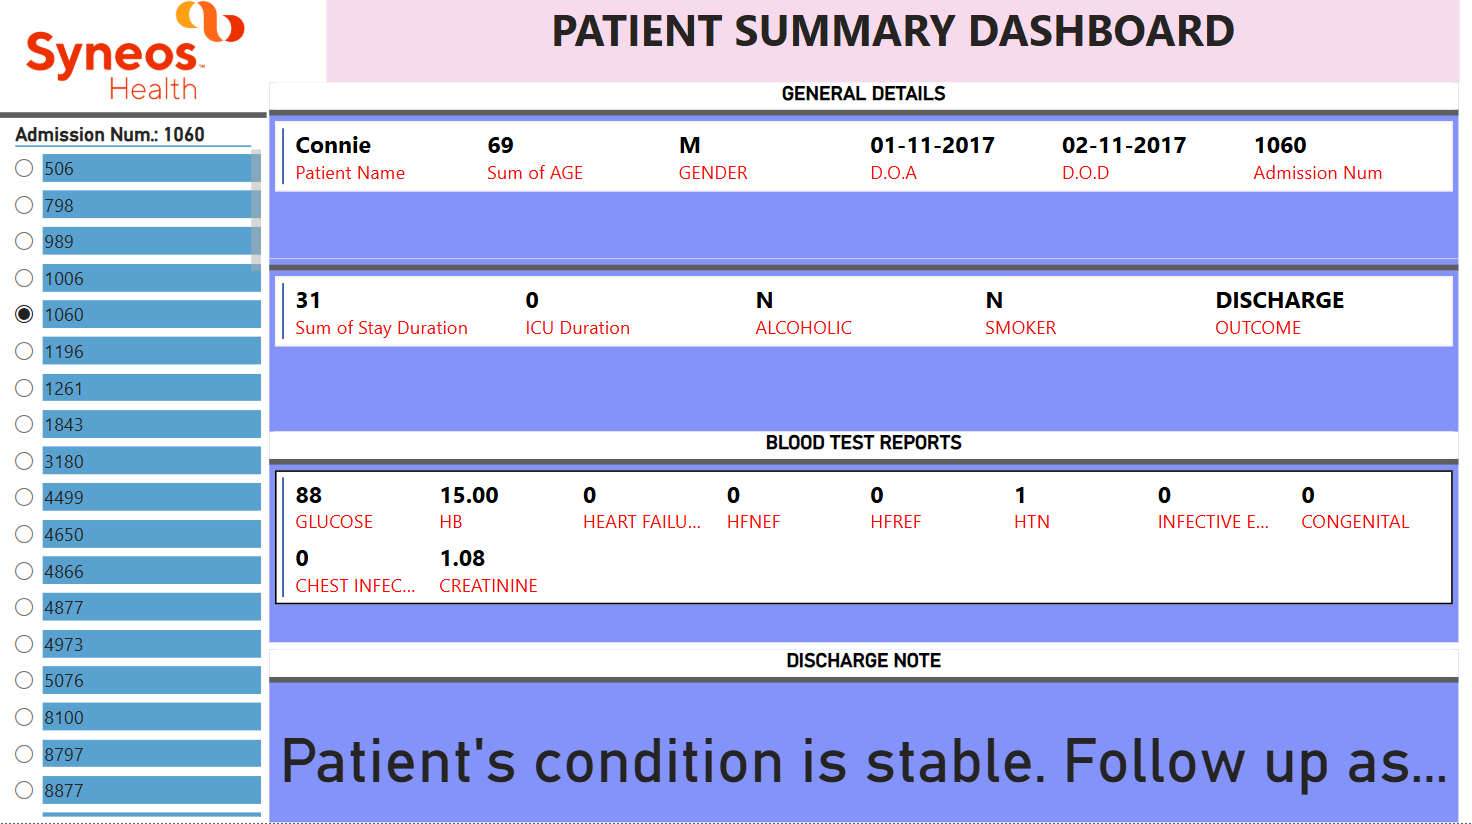 Syneos
Health
PATIENT SUMMARY DASHBOARD
Admission Num.: 1060
506
798
989
1006
1060
1196
1261
1843
3180
4499
4650
4866
4877
4973
5076
8100
8797
8877
GENERAL DETAILS
Connie 69 M 01-11-2017 02-11-2017 1060
Patient Name Sum of AGE GENDER D.O.A D.O.D Admission Num
31 0 N N DISCHARGE
Sum of Stay Duration ICU Duration ALCOHOLIC SMOKER OUTCOME
BLOOD TEST REPORTS
88 15.00 0 0 0 1 0 0
GLUCOSE HB HEART FAILU... HFNEF HFREF HTN INFECTIVE E... CONGENITAL
0 1.08
CHEST INFEC... CREATININE
DISCHARGE NOTE
Patient's condition is stable. Follow up as...